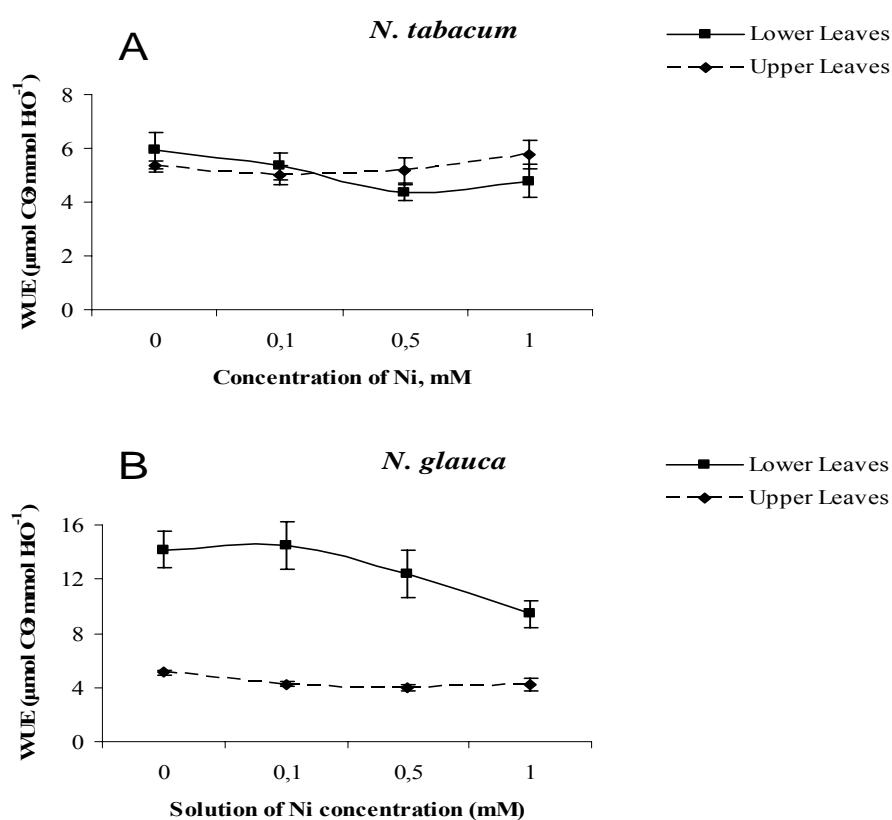 A
N. tabacum
Lower Leaves
Upper Leaves
WUE (µmol CO2 mmol HO-1)
8
6
4
2
0
0 0,1 0,5 1
Concentration of Ni, mM
B
N. glauca
Lower Leaves
Upper Leaves
WUE (µmol CO2 mmol HO-1)
16
12
8
4
0
0 0,1 0,5 1
Solution of Ni concentration (mM)